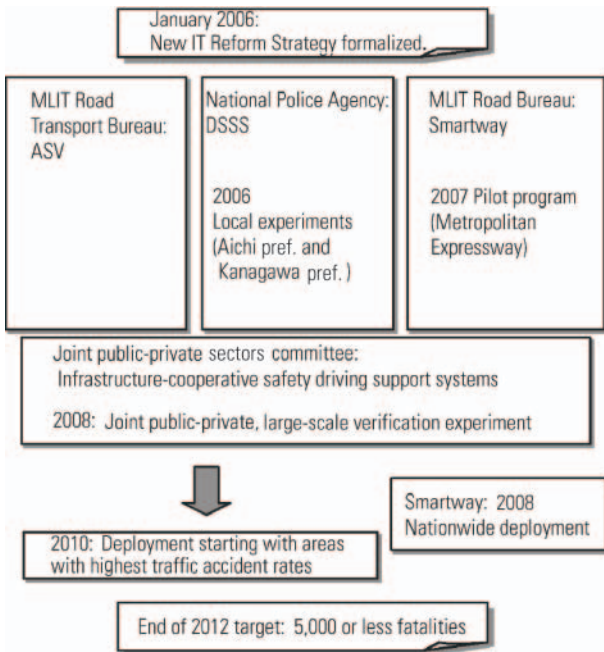 January 2006:
New IT Reform Strategy formalized.
MLIT Road
Transport Bureau:
ASV
National Police Agency:
DSSS
2006
Local experiments
(Aichi pref. and
Kanagawa pref. )
MLIT Road Bureau:
Smartway
2007 Pilot program
(Metropolitan
Expressway)
Joint public-private sectors committee:
Infrastructure-cooperative safety driving support systems
2008: Joint public-private, large-scale verification experiment
Smartway: 2008
Nationwide deployment
2010: Deployment starting with areas
with highest traffic accident rates
End of 2012 target: 5,000 or less fatalities